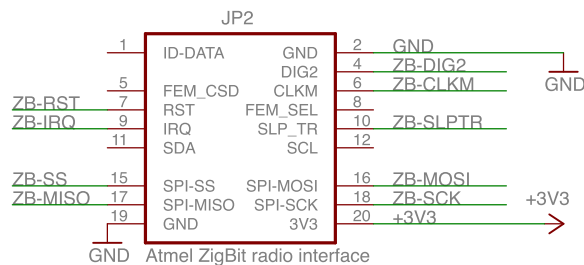 JP2
1 ID-DATA GND 2 GND
DIG2 4 ZB-DIG2
5 FEM_CSD CLKM 6 ZB-CLKM GND
ZB-RST 7 RST FEM_SEL 8
ZB-IRQ 9 IRQ SLP_TR 10 ZB-SLPTR
11 SDA SCL 12
ZB-SS 15 SPI-SS SPI-MOSI 16 ZB-MOSI
ZB-MISO 17 SPI-MISO SPI-SCK 18 ZB-SCK +3V3
19 GND 3V3 20 +3V3
GND Atmel ZigBit radio interface